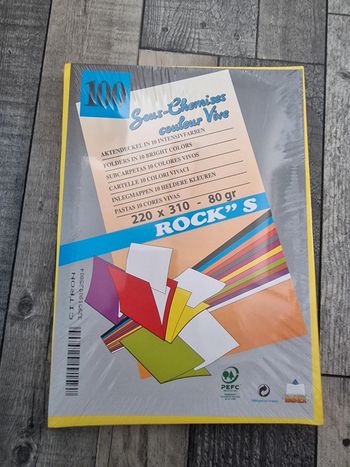 100
Sous-Chemises
couleur Vive
AKTENDECKEL IN 10 INTENSIVFARBEN
FOLDERS IN 10 BRIGHT COLORS
SUBCARPETAS 10 COLORES VIVOS
CARTELLE 10 COLORI VIVACI
INLEGMAPPEN 10 HELDERE KLEUREN
PASTAS 10 CORES VIVAS
220 x 310 - 80 gr
ROCK" S
CITRON
PEFC